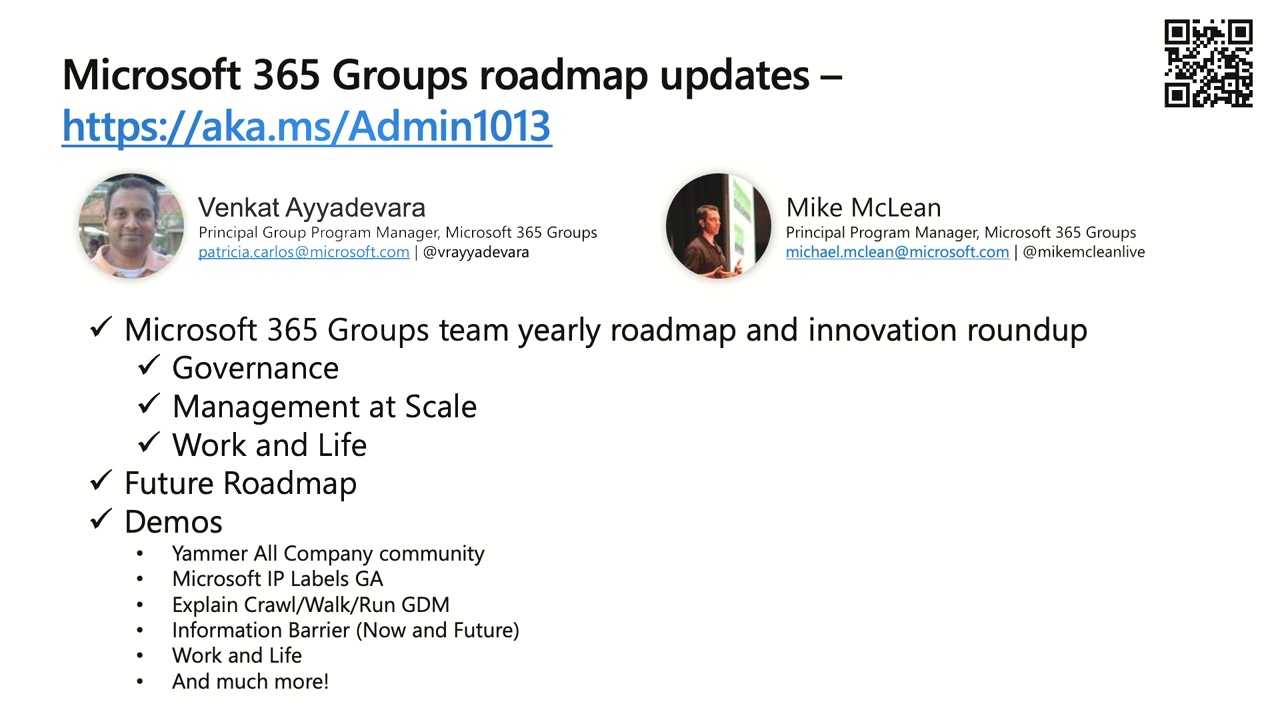 Microsoft 365 Groups roadmap updates –
https://aka.ms/Admin1013
Venkat Ayyadevara
Principal Group Program Manager, Microsoft 365 Groups
patricia.carlos@microsoft.com | @vrayyadevara
Mike McLean
Principal Program Manager, Microsoft 365 Groups
michael.mclean@microsoft.com | @mikemcleanlive
✓ Microsoft 365 Groups team yearly roadmap and innovation roundup
✓ Governance
✓ Management at Scale
✓ Work and Life
✓ Future Roadmap
✓ Demos
• Yammer All Company community
• Microsoft IP Labels GA
• Explain Crawl/Walk/Run GDM
• Information Barrier (Now and Future)
• Work and Life
• And much more!